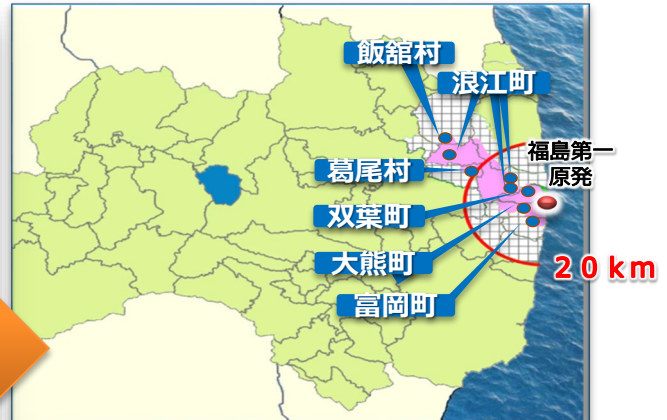 飯舘村
浪江町
福島第一
原発
葛尾村
双葉町
大熊町
２０ｋｍ
富岡町